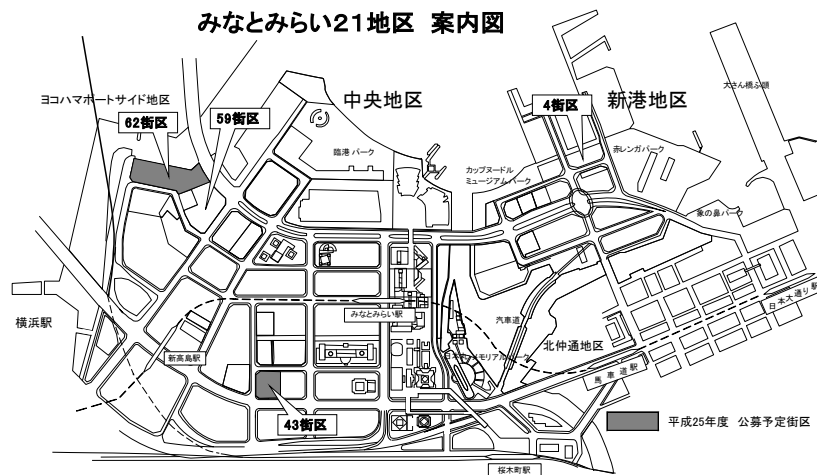 みなとみらい21地区 案内図
ヨコハマポートサイド地区
62街区
59街区
中央地区
4街区
新港地区
大さん橋ふ頭
臨港パーク
カップヌードル
ミュージアムパーク
赤レンガパーク
象の鼻パーク
横浜駅
新高島駅
みなとみらい駅
汽車道
北仲通地区
日本大通り駅
馬車道駅
43街区
桜木町駅
平成25年度 公募予定街区